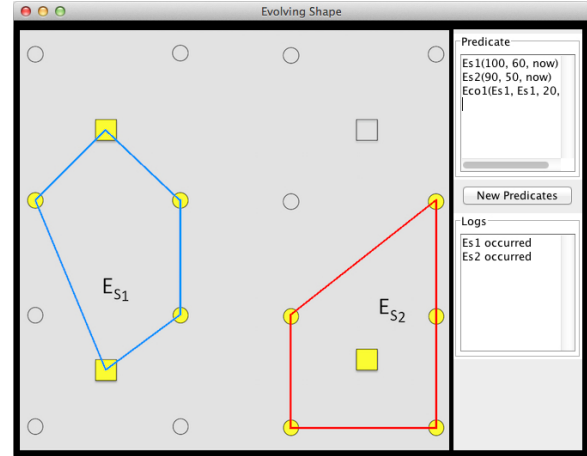 Evolving Shape
Predicate
Es1(100, 60, now)
Es2(90, 50, now)
Eco1(Es1, Es1, 20,
New Predicates
Logs
Es1 occurred
Es2 occurred
ES1
ES2